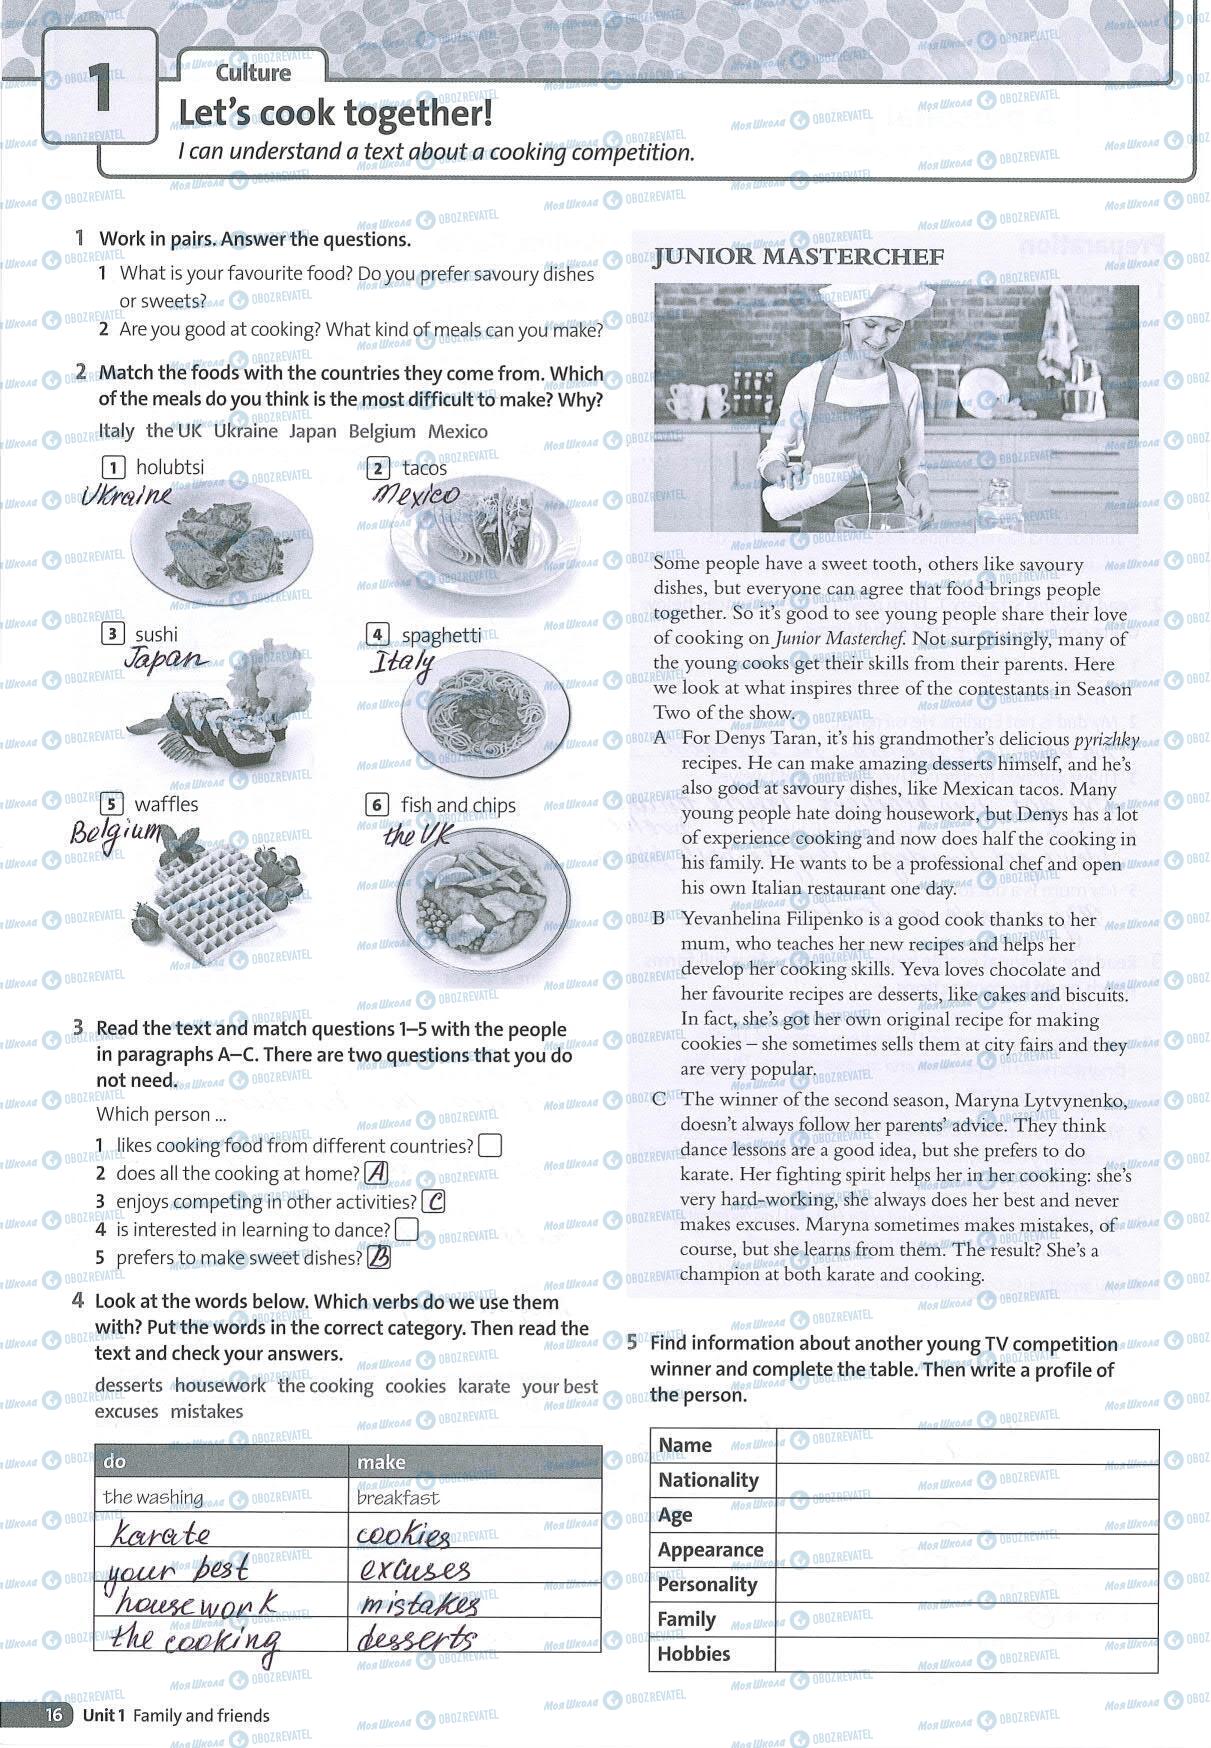 1
Culture
Let's cook together!
I can understand a text about a cooking competition.
1 Work in pairs. Answer the questions.
1 What is your favourite food? Do you prefer savoury dishes
or sweets?
2 Are you good at cooking? What kind of meals can you make?
2 Match the foods with the countries they come from. Which
of the meals do you think is the most difficult to make? Why?
Italy the UK Ukraine Japan Belgium Mexico
1 holubtsi
Ukraine
2 tacos
Mexico
3 sushi
Japan
4 spaghetti
Italy
5 waffles
Belgium
6 fish and chips
the UK
3 Read the text and match questions 1–5 with the people
in paragraphs A–C. There are two questions that you do
not need.
Which person ...
1 likes cooking food from different countries?
2 does all the cooking at home? A
3 enjoys competing in other activities? C
4 is interested in learning to dance?
5 prefers to make sweet dishes? B
4 Look at the words below. Which verbs do we use them
with? Put the words in the correct category. Then read the
text and check your answers.
desserts housework the cooking cookies karate your best
excuses mistakes
do make
the washing breakfast
karate cookies
your best excuses
housework mistakes
the cooking desserts
JUNIOR MASTERCHEF
Some people have a sweet tooth, others like savoury
dishes, but everyone can agree that food brings people
together. So it's good to see young people share their love
of cooking on Junior Masterchef. Not surprisingly, many of
the young cooks get their skills from their parents. Here
we look at what inspires three of the contestants in Season
Two of the show.
A For Denys Taran, it's his grandmother's delicious pyrizhky
recipes. He can make amazing desserts himself, and he's
also good at savoury dishes, like Mexican tacos. Many
young people hate doing housework, but Denys has a lot
of experience cooking and now does half the cooking in
his family. He wants to be a professional chef and open
his own Italian restaurant one day.
B Yevanhelina Filipenko is a good cook thanks to her
mum, who teaches her new recipes and helps her
develop her cooking skills. Yeva loves chocolate and
her favourite recipes are desserts, like cakes and biscuits.
In fact, she's got her own original recipe for making
cookies – she sometimes sells them at city fairs and they
are very popular.
C The winner of the second season, Maryna Lytvynenko,
doesn't always follow her parents' advice. They think
dance lessons are a good idea, but she prefers to do
karate. Her fighting spirit helps her in her cooking: she's
very hard-working, she always does her best and never
makes excuses. Maryna sometimes makes mistakes, of
course, but she learns from them. The result? She's a
champion at both karate and cooking.
5 Find information about another young TV competition
winner and complete the table. Then write a profile of
the person.
Name
Nationality
Age
Appearance
Personality
Family
Hobbies
16 Unit 1 Family and friends
МояШкола OBOZREVATEL